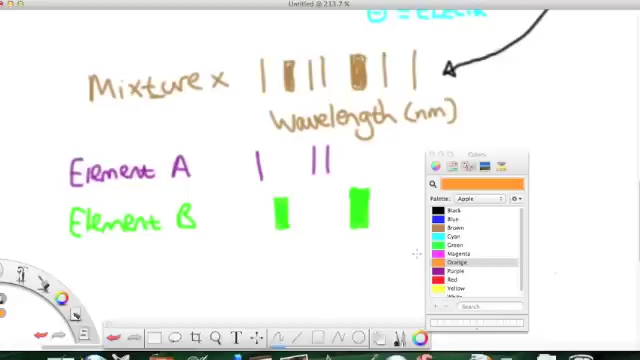 Untitled @ 213.7 %
Mixture x
Wavelength (nm)
Element A
Element B
Colors
Palette: Apple
Black
Blue
Brown
Cyan
Green
Magenta
Orange
Purple
Red
Yellow
White
Search
T